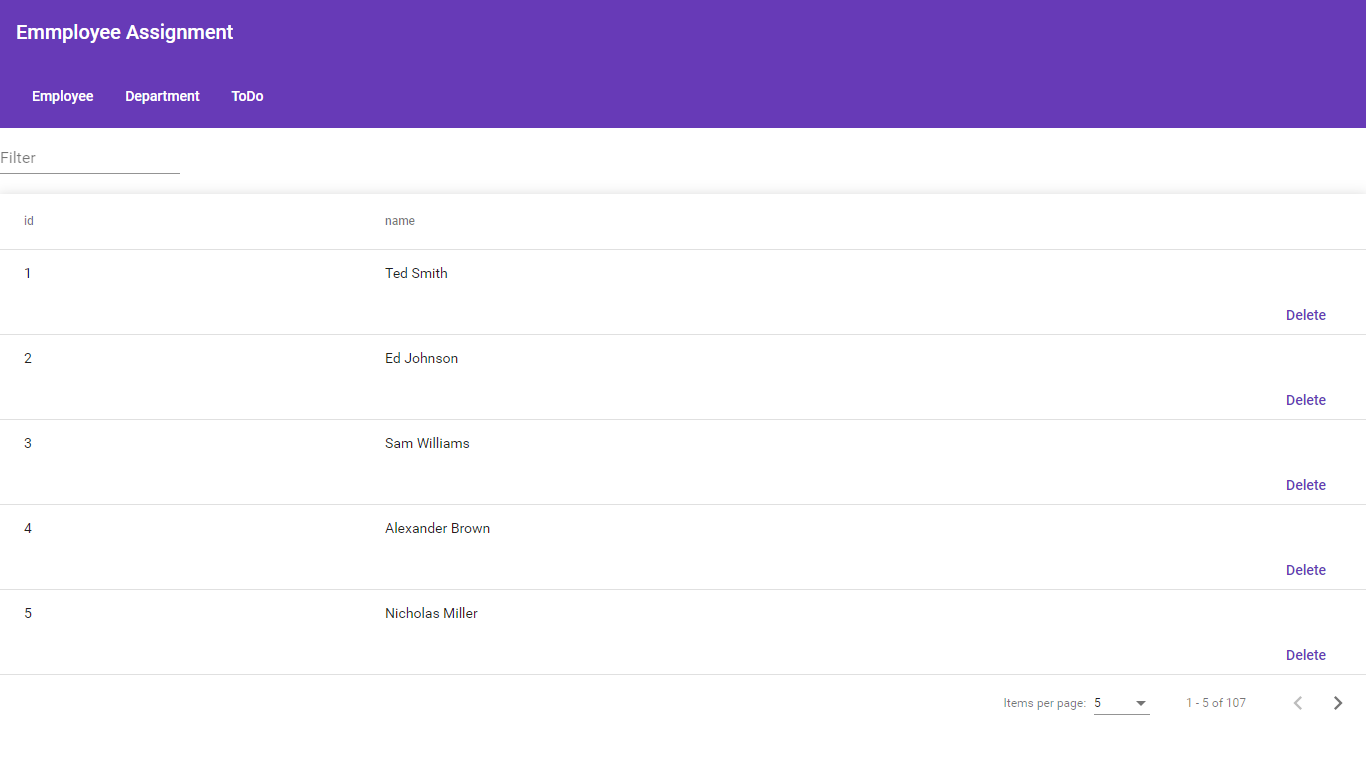 Emmployee Assignment
Employee Department ToDo
Filter
id name
1 Ted Smith
Delete
2 Ed Johnson
Delete
3 Sam Williams
Delete
4 Alexander Brown
Delete
5 Nicholas Miller
Delete
Items per page: 5 1 - 5 of 107